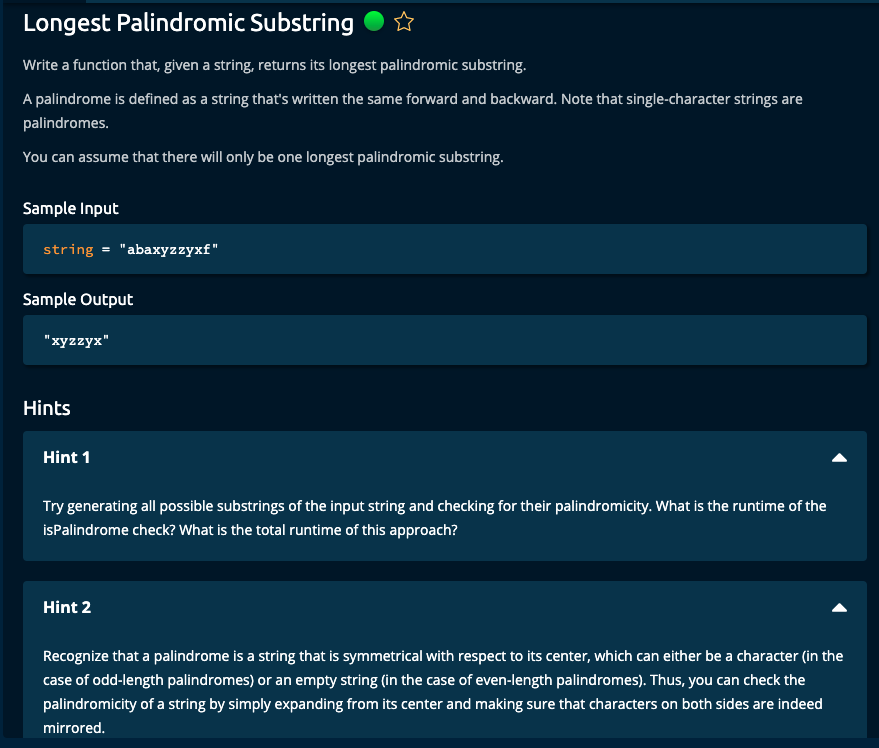 Longest Palindromic Substring
Write a function that, given a string, returns its longest palindromic substring.
A palindrome is defined as a string that's written the same forward and backward. Note that single-character strings are
palindromes.
You can assume that there will only be one longest palindromic substring.
Sample Input
string = "abaxyzzyxf"
Sample Output
"xyzzyx"
Hints
Hint 1
Try generating all possible substrings of the input string and checking for their palindromicity. What is the runtime of the
isPalindrome check? What is the total runtime of this approach?
Hint 2
Recognize that a palindrome is a string that is symmetrical with respect to its center, which can either be a character (in the
case of odd-length palindromes) or an empty string (in the case of even-length palindromes). Thus, you can check the
palindromicity of a string by simply expanding from its center and making sure that characters on both sides are indeed
mirrored.